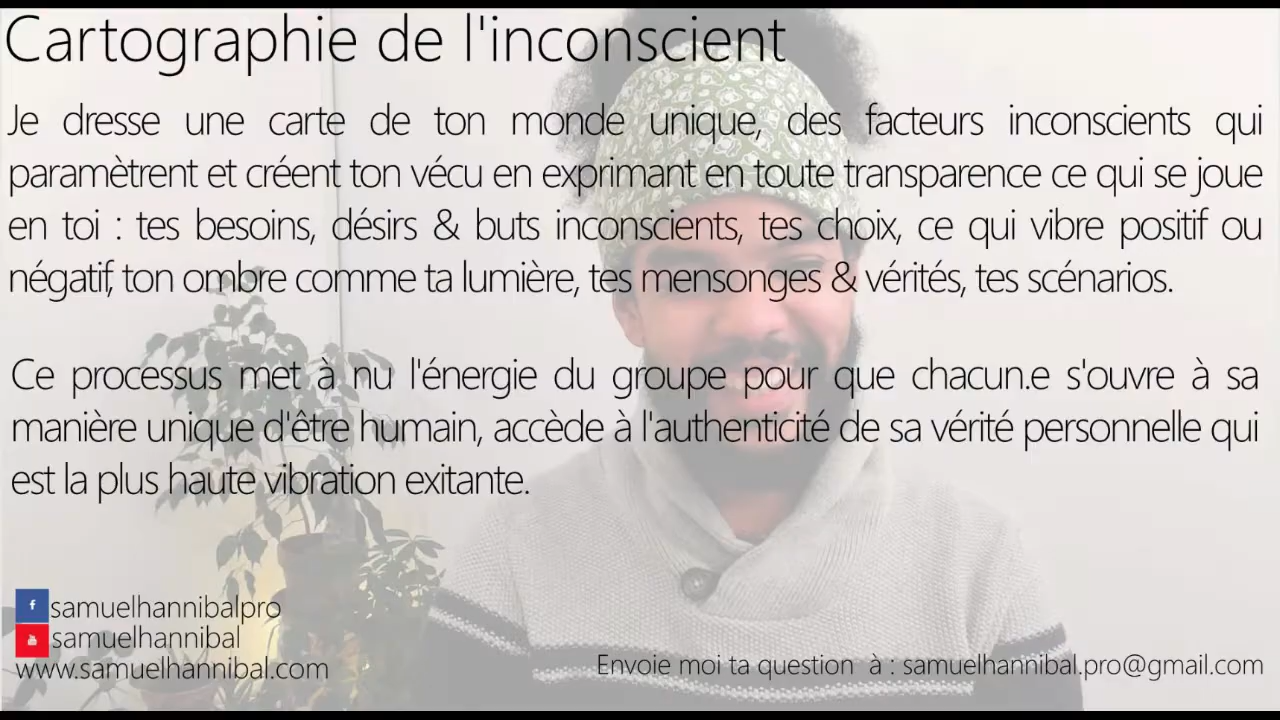 Cartographie de l'inconscient
Je dresse une carte de ton monde unique, des facteurs inconscients qui
paramètrent et créent ton vécu en exprimant en toute transparence ce qui se joue
en toi : tes besoins, désirs & buts inconscients, tes choix, ce qui vibre positif ou
négatif, ton ombre comme ta lumière, tes mensonges & vérités, tes scénarios.
Ce processus met à nu l'énergie du groupe pour que chacun.e s'ouvre à sa
manière unique d'être humain, accède à l'authenticité de sa vérité personnelle qui
est la plus haute vibration exitante.
f samuelhannibalpro
samuelhannibal
www.samuelhannibal.com
Envoie moi ta question à : samuelhannibal.pro@gmail.com